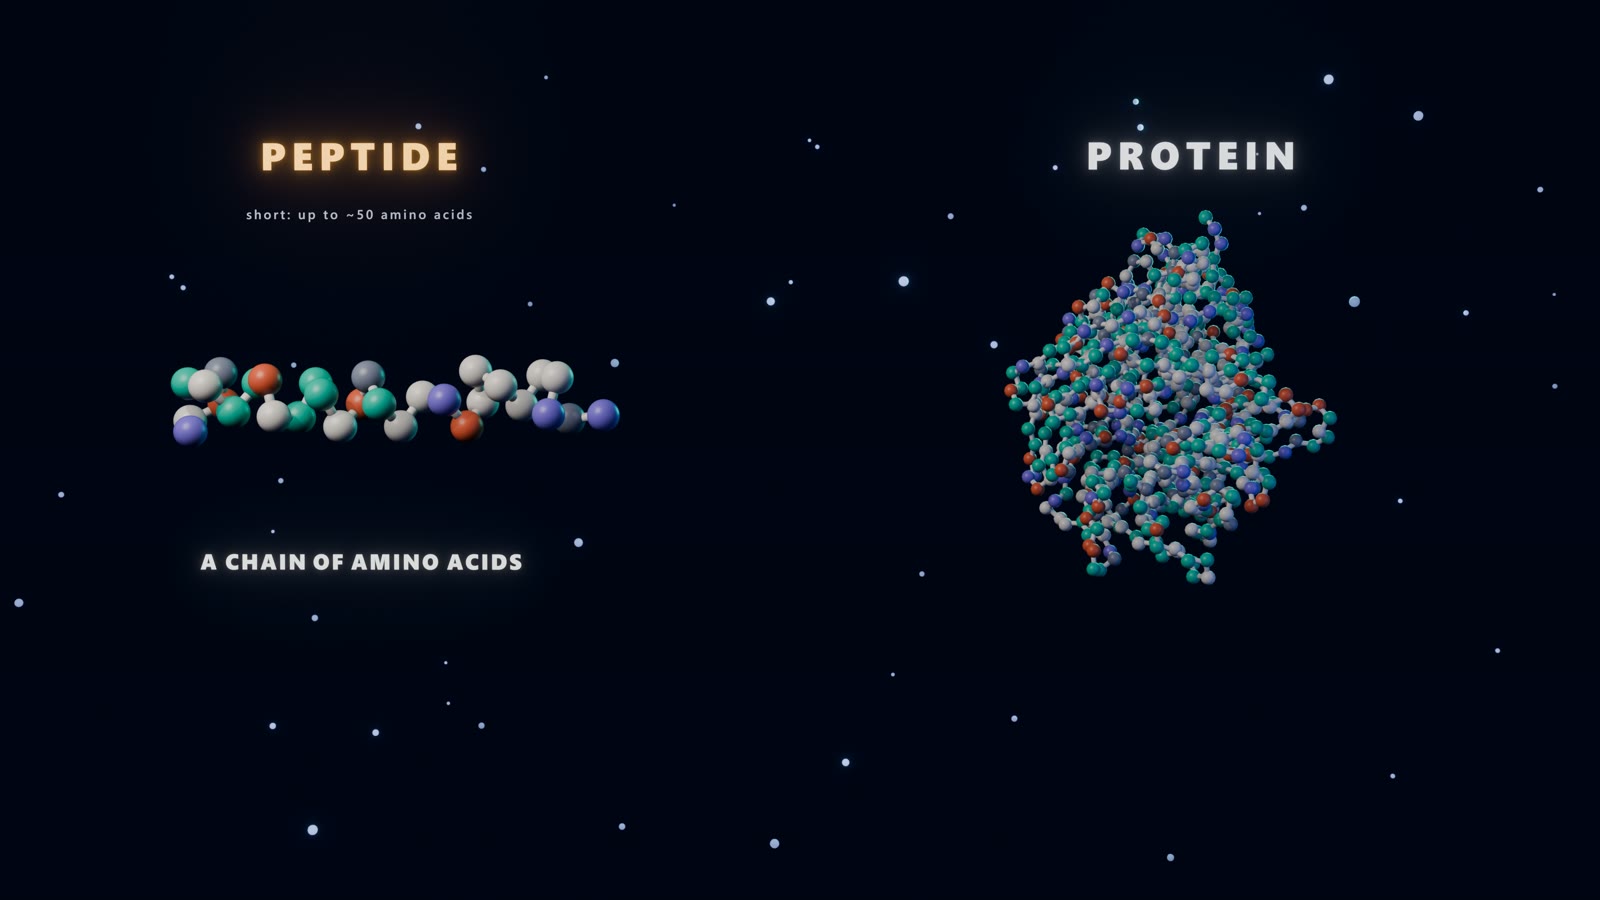 PEPTIDE
short: up to ~50 amino acids
A CHAIN OF AMINO ACIDS
PROTEIN